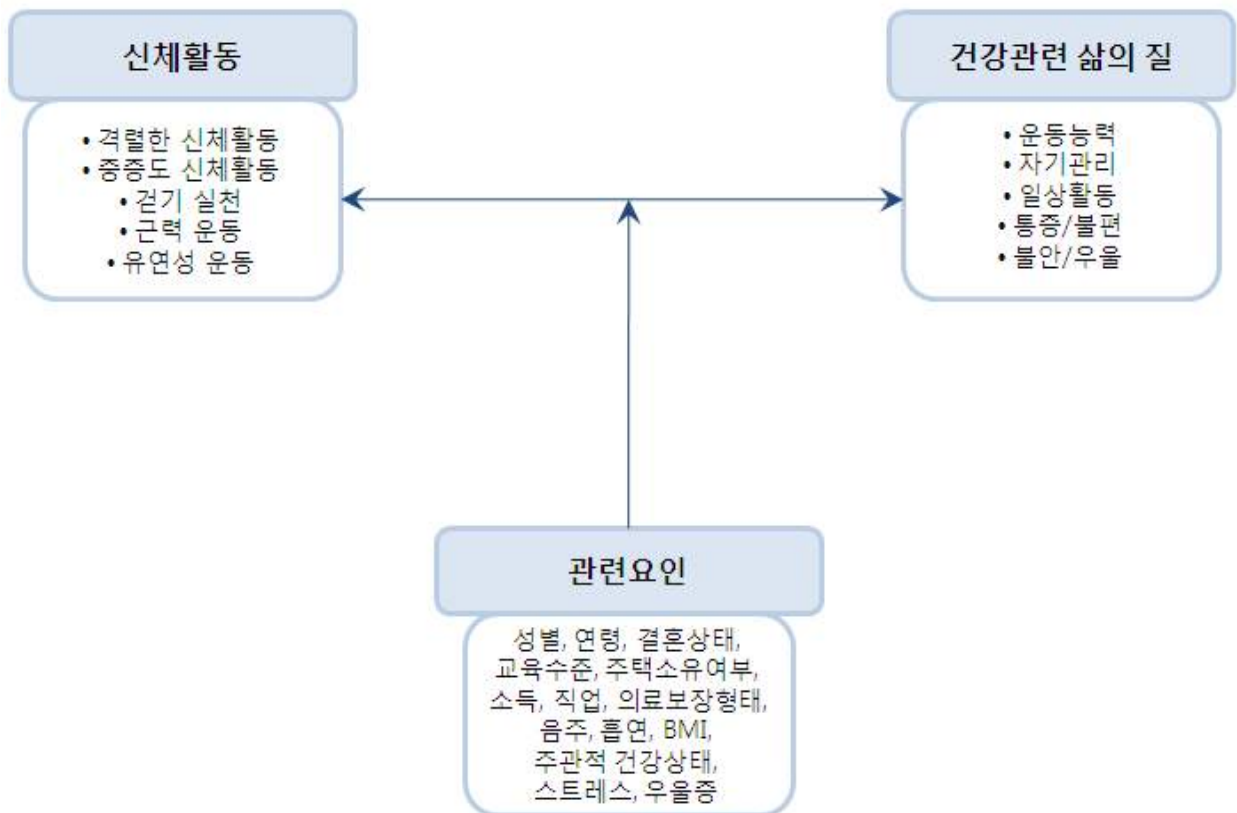 신체활동
• 격렬한 신체활동
• 중증도 신체활동
• 걷기 실천
• 근력 운동
• 유연성 운동
건강관련 삶의 질
• 운동능력
• 자기관리
• 일상활동
• 통증/불편
• 불안/우울
관련요인
성별, 연령, 결혼상태,
교육수준, 주택소유여부,
소득, 직업, 의료보장형태,
음주, 흡연, BMI,
주관적 건강상태,
스트레스, 우울증